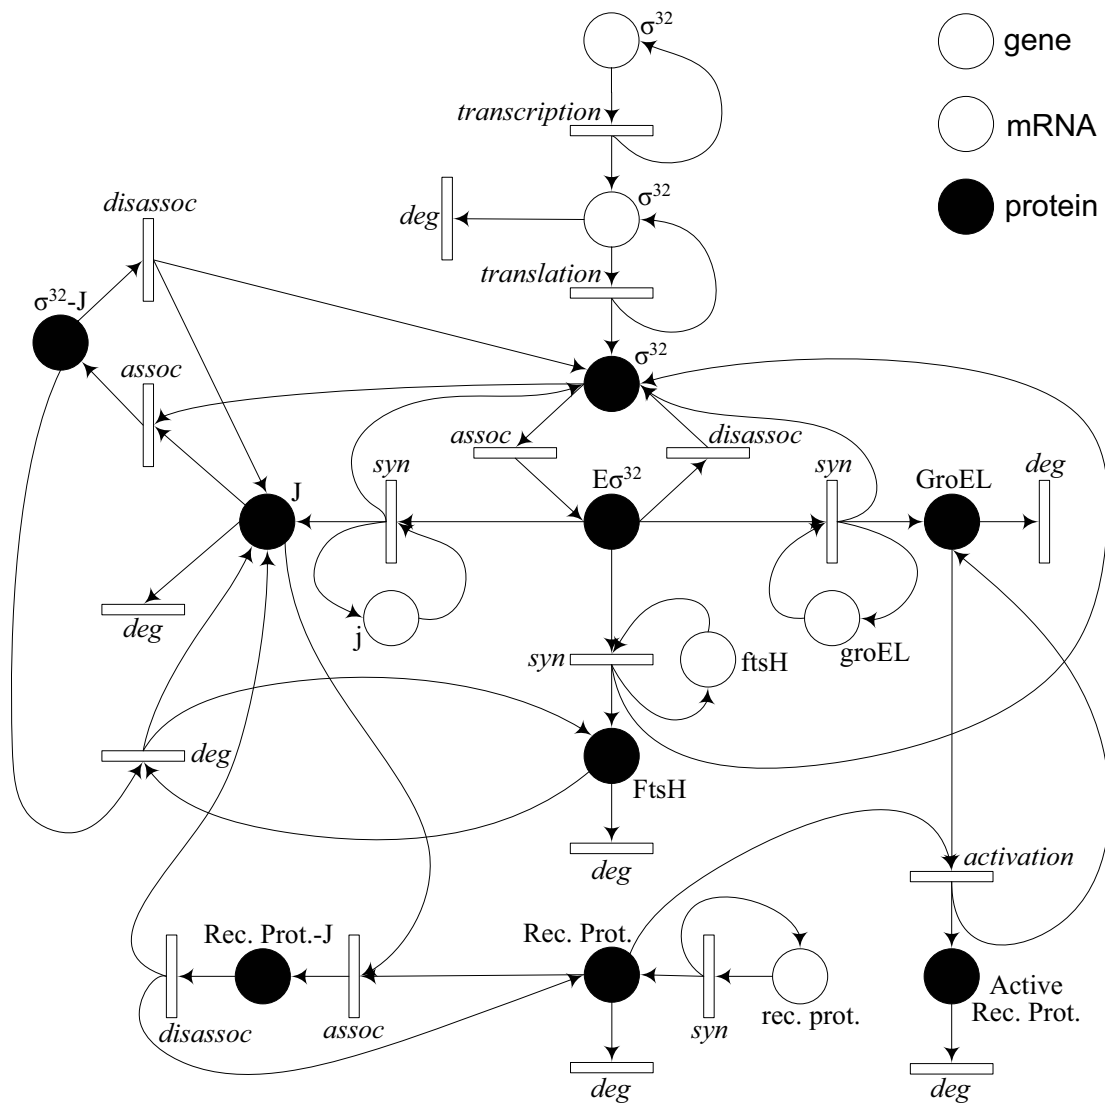 σ³²
gene
transcription
mRNA
σ³²
disassoc
deg
protein
translation
σ³²-J
σ³²
assoc
assoc
disassoc
syn
Eσ³²
syn
GroEL
deg
J
deg
j
groEL
syn
ftsH
deg
FtsH
deg
activation
Rec. Prot.-J
Rec. Prot.
Active
Rec. Prot.
rec. prot.
disassoc
assoc
syn
deg
deg